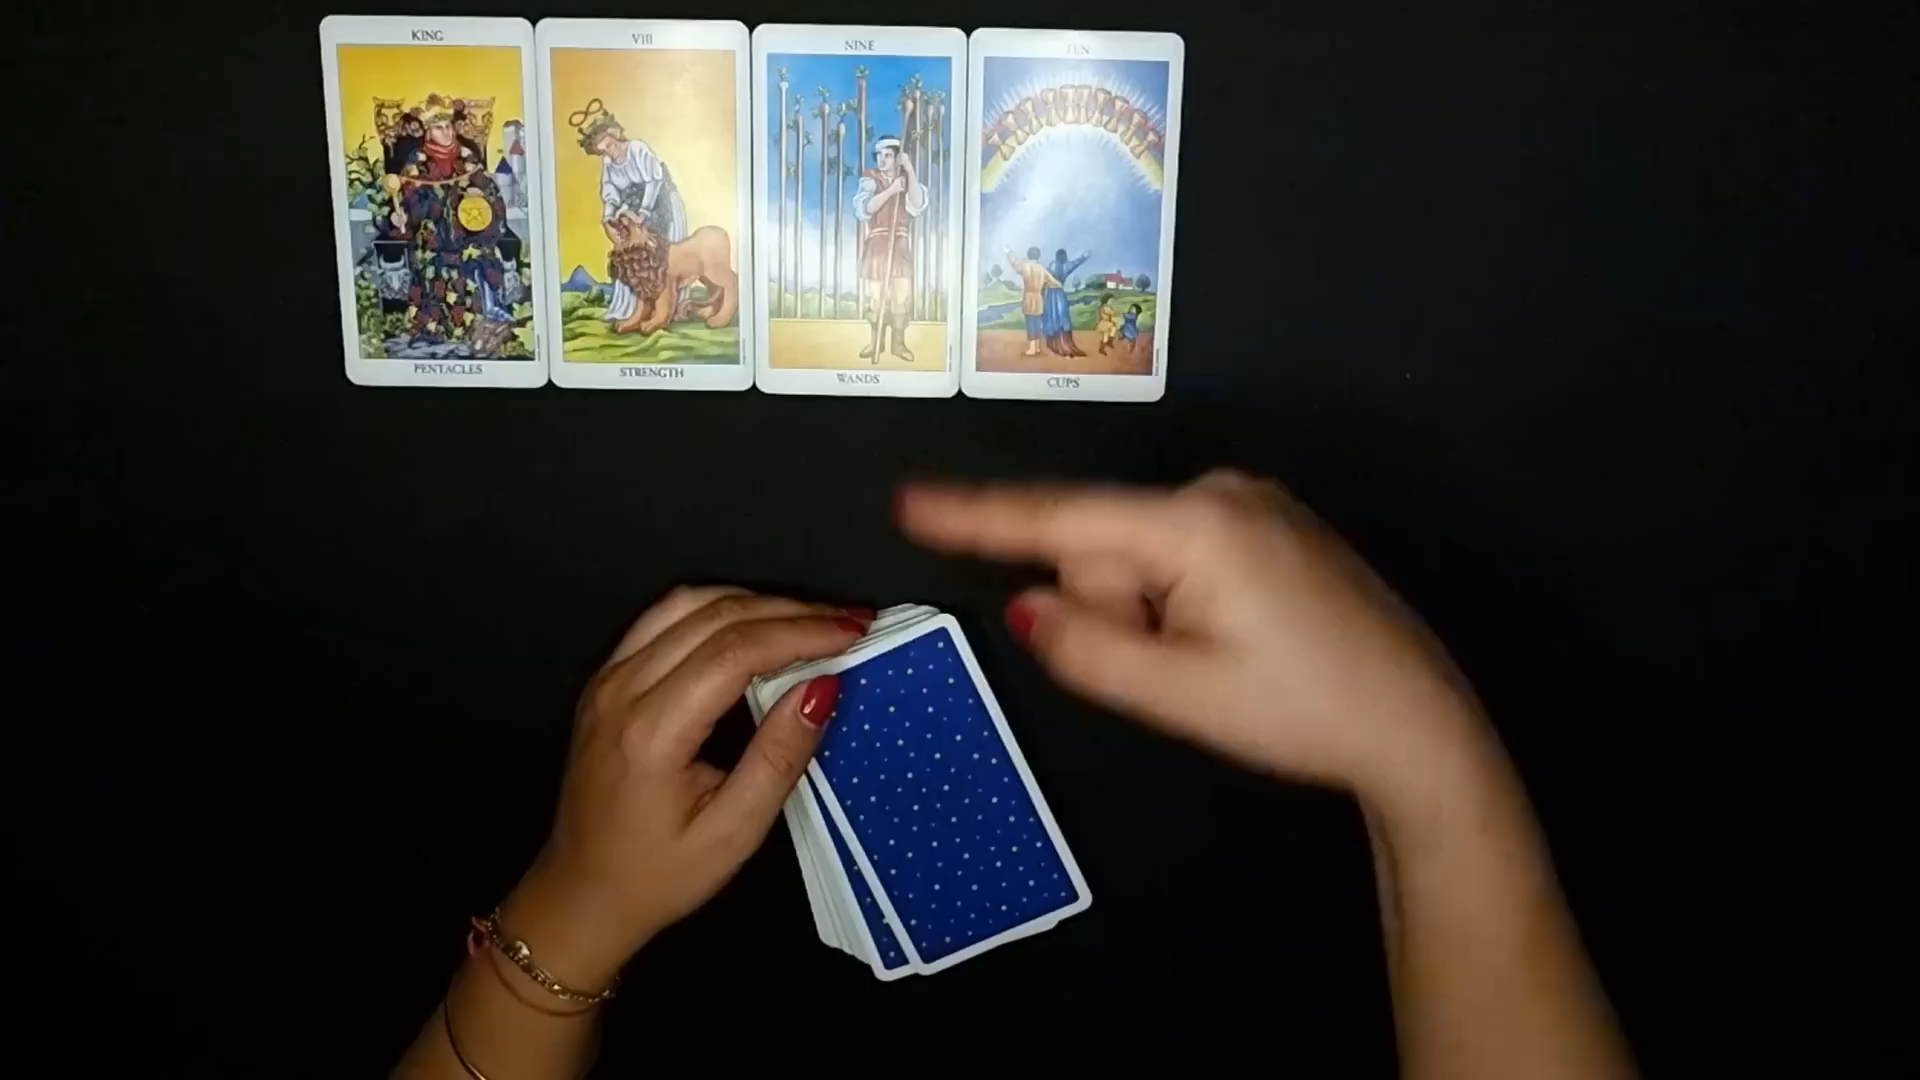 KING
PENTACLES
VIII
STRENGTH
NINE
WANDS
TEN
CUPS